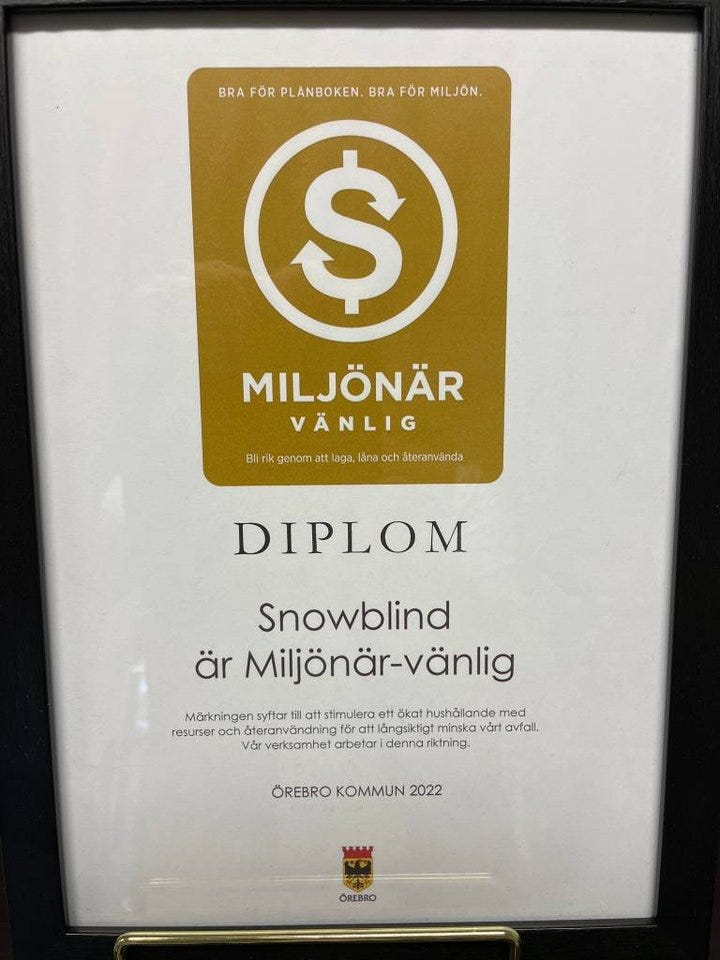 BRA FÖR PLÅNBOKEN. BRA FÖR MILJÖN.
$
MILJÖNÄR
VÄNLIG
Bli rik genom att laga, låna och återanvända
DIPLOM
Snowblind
är Miljönär-vänlig
Märkningen syftar till att stimulera ett ökat hushållande med
resurser och återanvändning för att långsiktigt minska vårt avfall.
Vår verksamhet arbetar i denna riktning.
ÖREBRO KOMMUN 2022
ÖREBRO